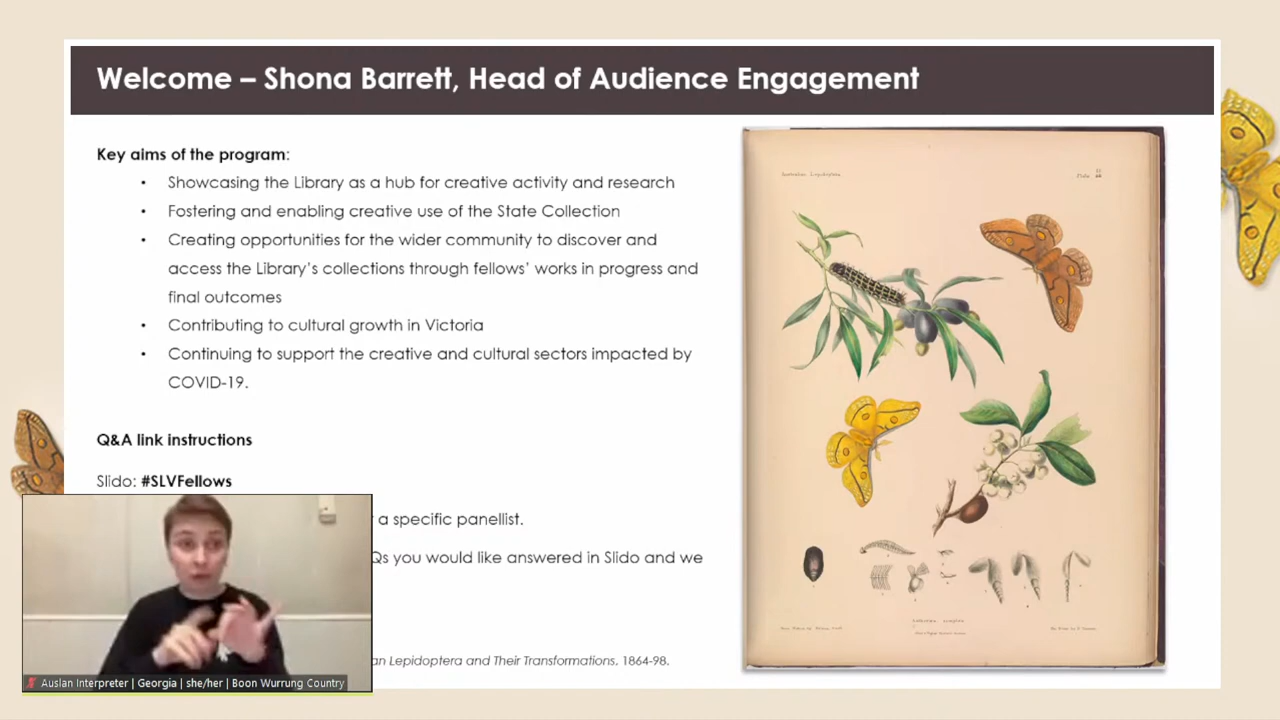 Welcome – Shona Barrett, Head of Audience Engagement
Key aims of the program:
• Showcasing the Library as a hub for creative activity and research
• Fostering and enabling creative use of the State Collection
• Creating opportunities for the wider community to discover and
access the Library's collections through fellows' works in progress and
final outcomes
• Contributing to cultural growth in Victoria
• Continuing to support the creative and cultural sectors impacted by
COVID-19.
Q&A link instructions
Slido: #SLVFellows
a specific panellist.
Qs you would like answered in Slido and we
an Lepidoptera and Their Transformations, 1864-98.
Auslan Interpreter | Georgia | she/her | Boon Wurrung Country
Australian Lepidoptera
Plate